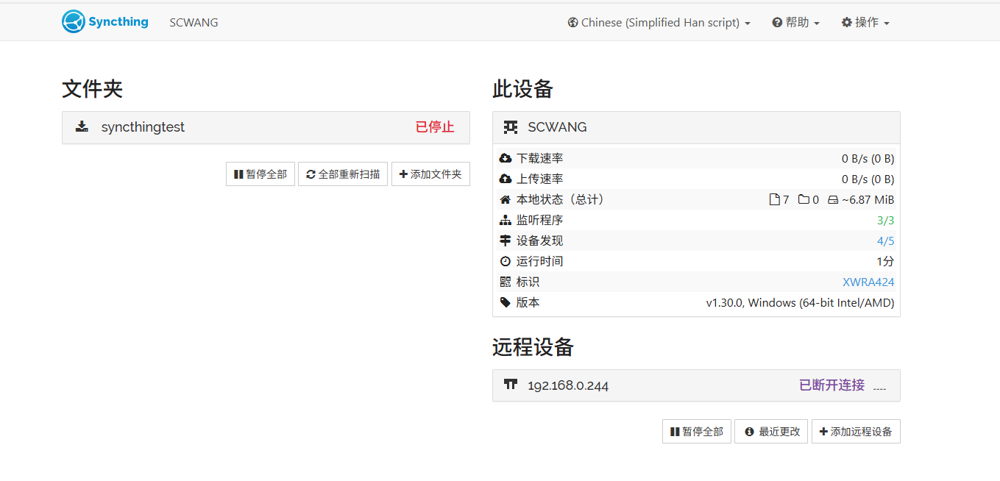 Syncthing SCWANG Chinese (Simplified Han script) 帮助 操作
文件夹
syncthingtest 已停止
暂停全部 全部重新扫描 添加文件夹
此设备
SCWANG
下载速率 0 B/s (0 B)
上传速率 0 B/s (0 B)
本地状态（总计） 7 0 ~6.87 MiB
监听程序 3/3
设备发现 4/5
运行时间 1分
标识 XWRA424
版本 v1.30.0, Windows (64-bit Intel/AMD)
远程设备
192.168.0.244 已断开连接
暂停全部 最近更改 添加远程设备